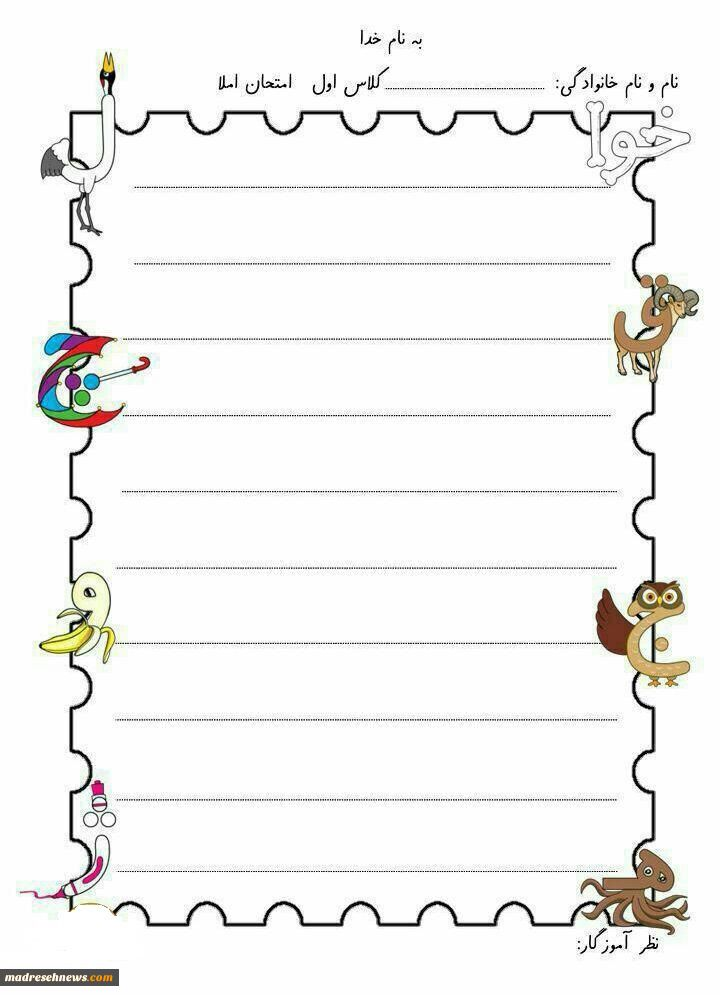 به نام خدا
نام و نام خانوادگی: ........................ کلاس اول امتحان املا
خوا
ل
ق
چ
و
غ
نظر آموزگار:
madresehnews.com